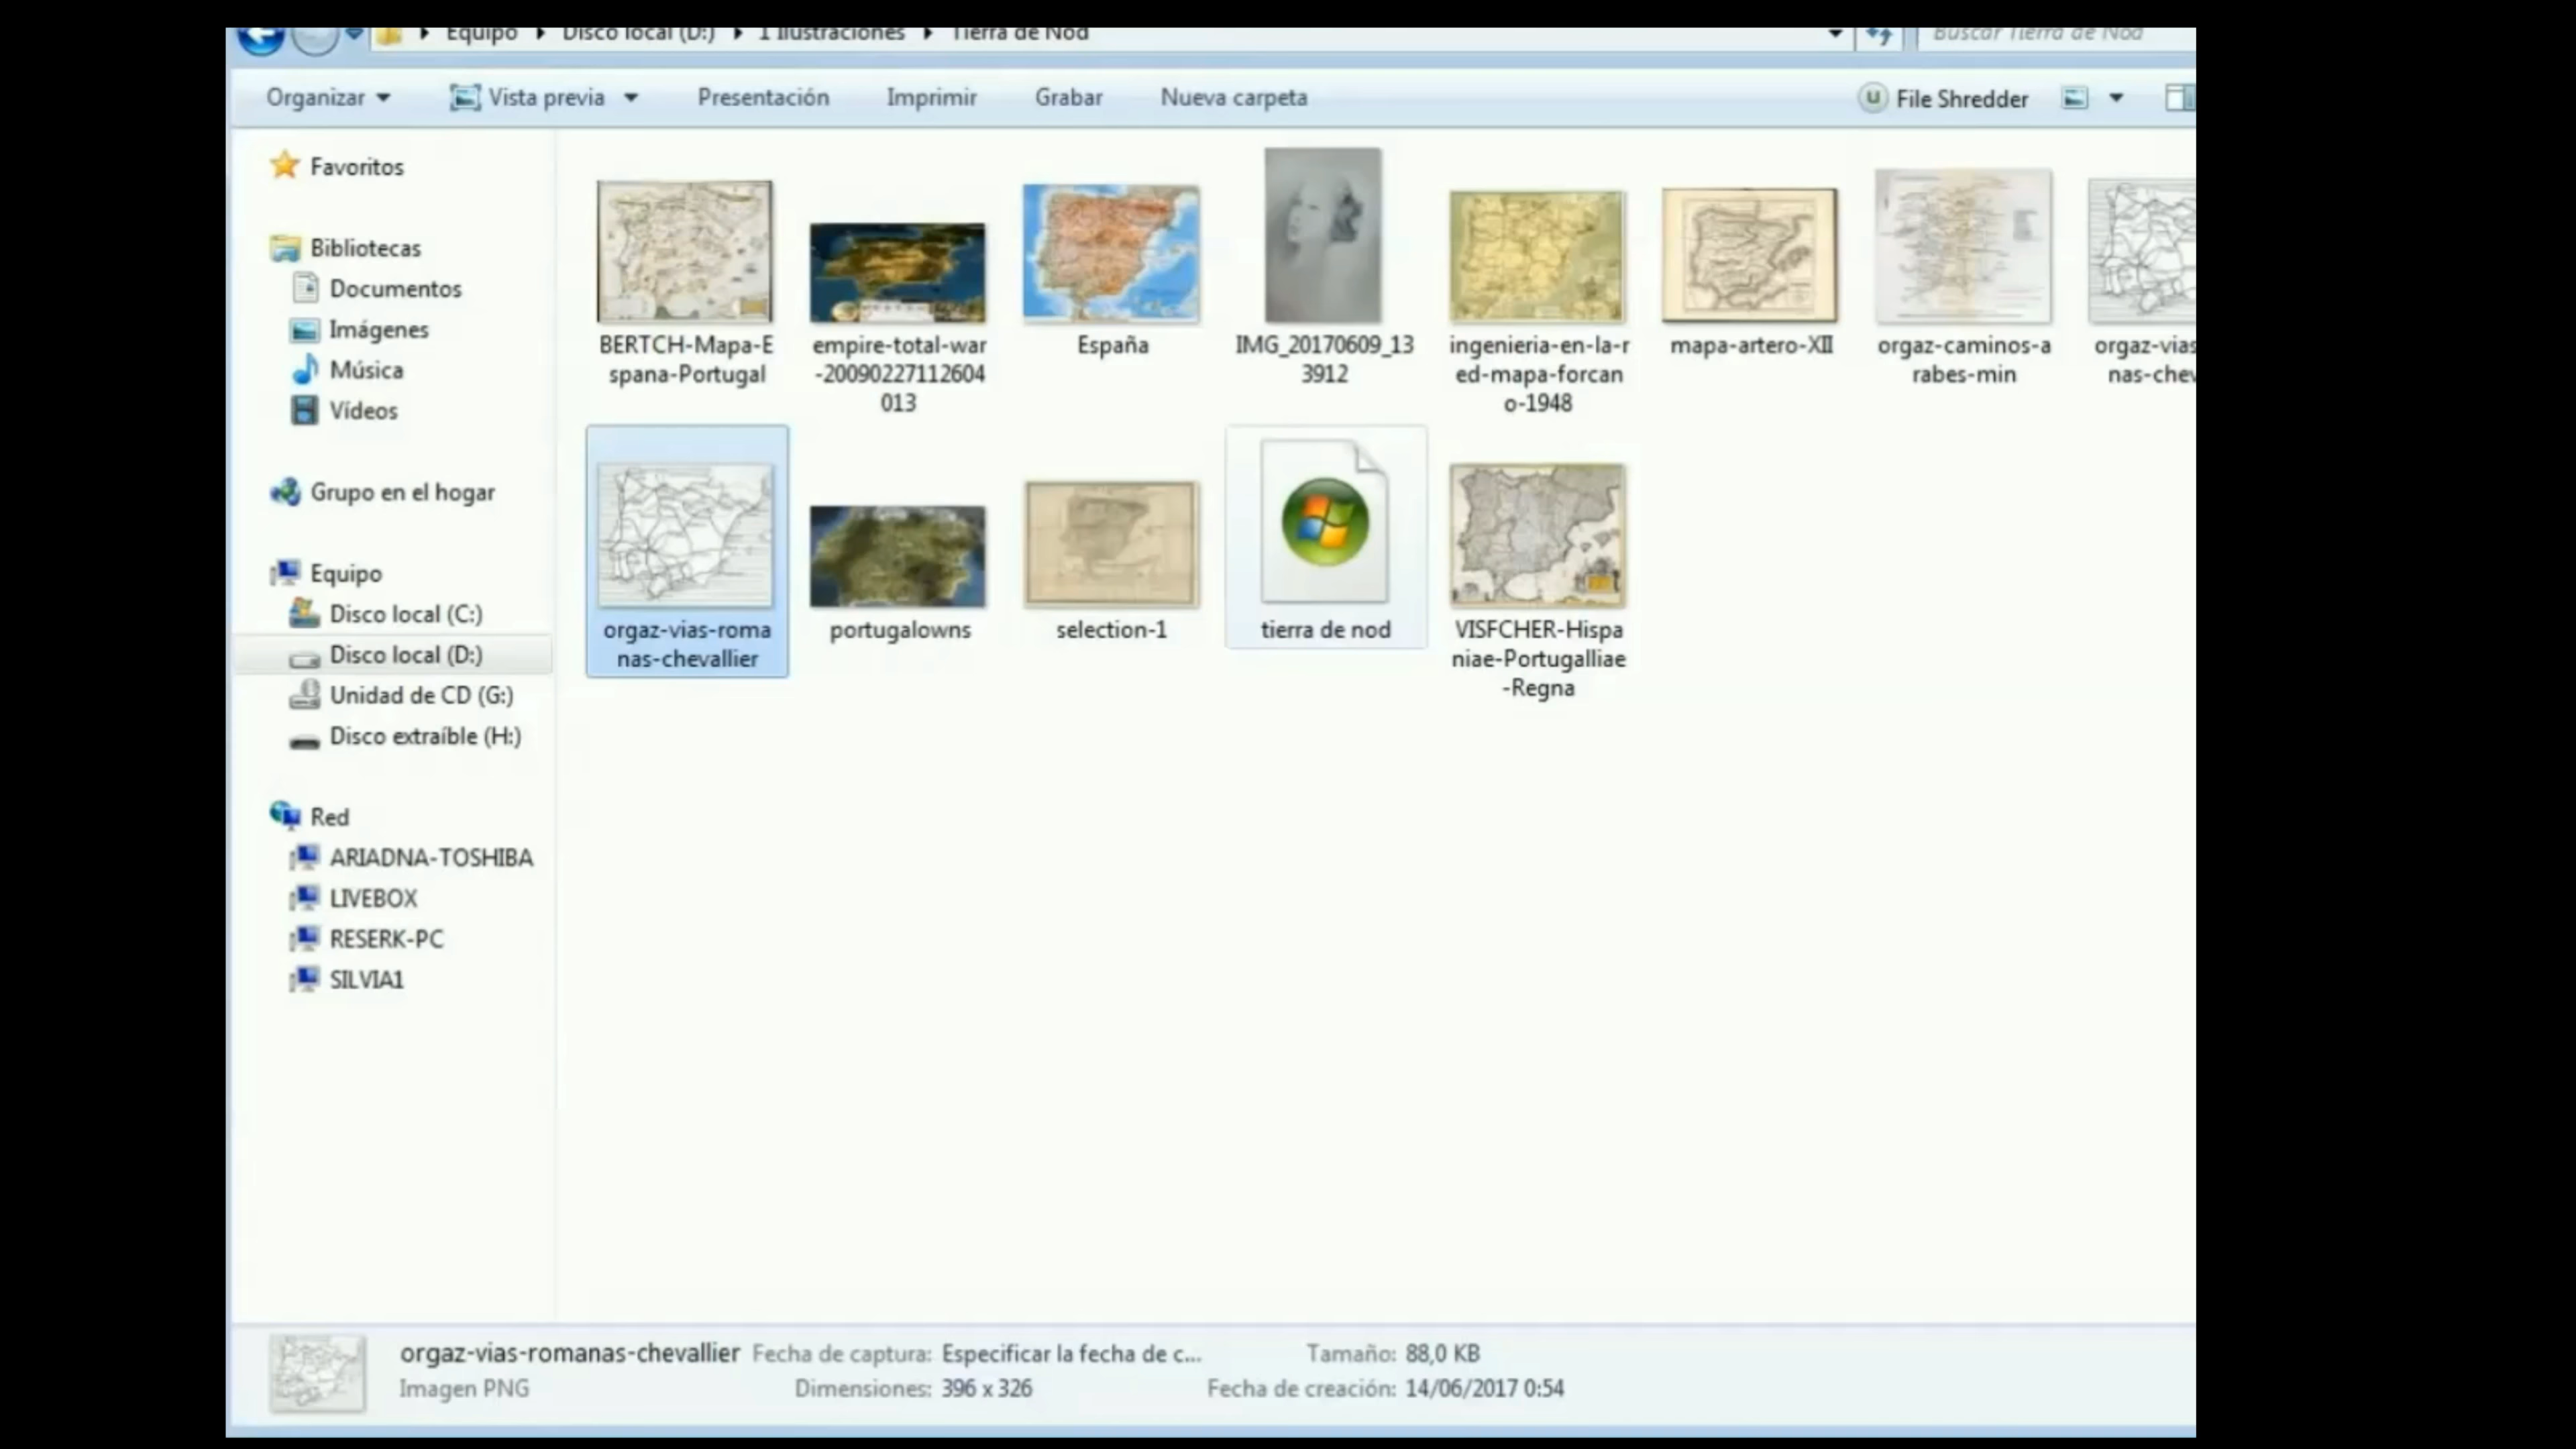 Equipo Disco local (D:) 1 Ilustraciones Tierra de Nod Buscar Tierra de Nod
Organizar Vista previa Presentación Imprimir Grabar Nueva carpeta File Shredder
Favoritos
Bibliotecas
Documentos
Imágenes
Música
Vídeos
Grupo en el hogar
Equipo
Disco local (C:)
Disco local (D:)
Unidad de CD (G:)
Disco extraíble (H:)
Red
ARIADNA-TOSHIBA
LIVEBOX
RESERK-PC
SILVIA1
BERTCH-Mapa-E
spana-Portugal
empire-total-war
-20090227112604
013
España
IMG_20170609_13
3912
ingenieria-en-la-r
ed-mapa-forcan
o-1948
mapa-artero-XII
orgaz-caminos-a
rabes-min
orgaz-vias
nas-chev
orgaz-vias-roma
nas-chevallier
portugalowns
selection-1
tierra de nod
VISFCHER-Hispa
niae-Portugalliae
-Regna
orgaz-vias-romanas-chevallier Fecha de captura: Especificar la fecha de c... Tamaño: 88,0 KB
Imagen PNG Dimensiones: 396 x 326 Fecha de creación: 14/06/2017 0:54